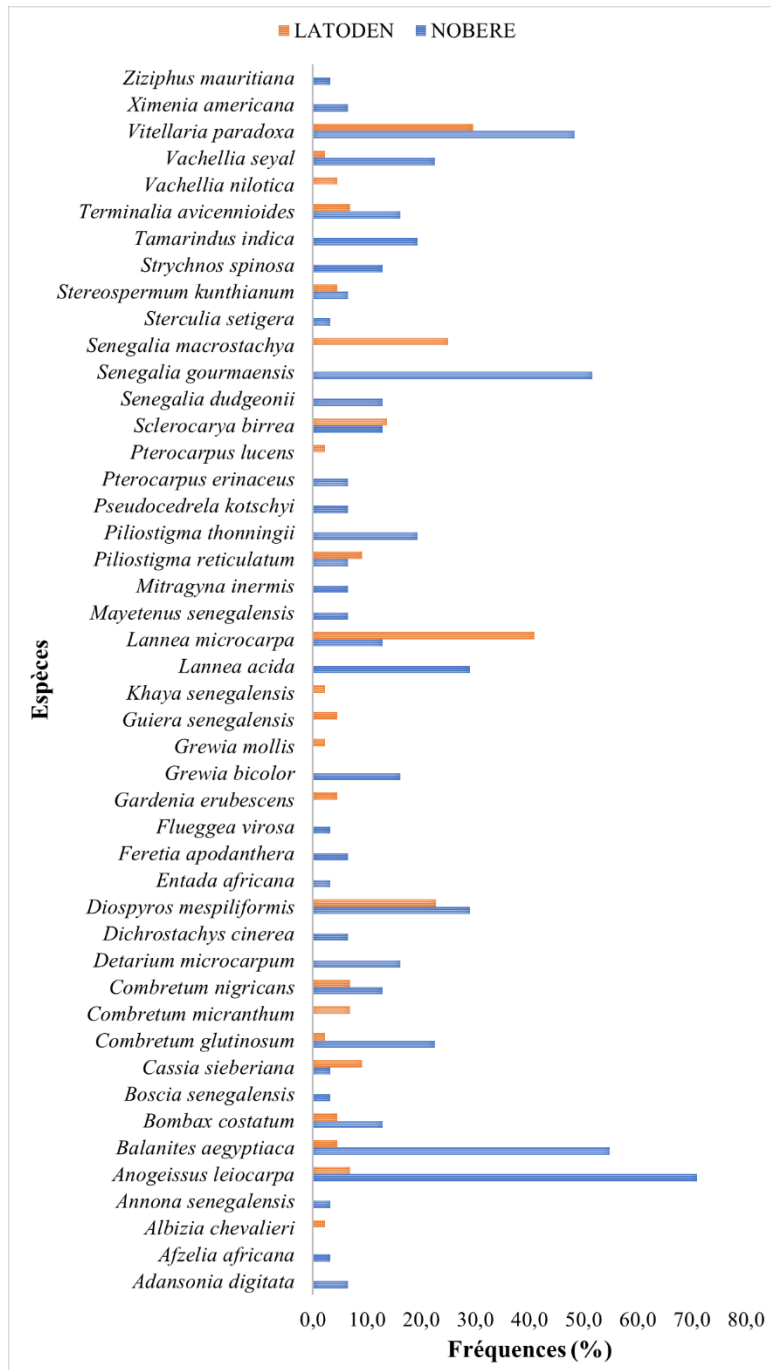 LATODEN NOBERE
Ziziphus mauritiana
Ximenia americana
Vitellaria paradoxa
Vachellia seyal
Vachellia nilotica
Terminalia avicennioides
Tamarindus indica
Strychnos spinosa
Stereospermum kunthianum
Sterculia setigera
Senegalia macrostachya
Senegalia gourmaensis
Senegalia dudgeonii
Sclerocarya birrea
Pterocarpus lucens
Pterocarpus erinaceus
Pseudocedrela kotschyi
Piliostigma thonningii
Piliostigma reticulatum
Mitragyna inermis
Mayetenus senegalensis
Lannea microcarpa
Lannea acida
Khaya senegalensis
Guiera senegalensis
Grewia mollis
Grewia bicolor
Gardenia erubescens
Flueggea virosa
Feretia apodanthera
Entada africana
Diospyros mespiliformis
Dichrostachys cinerea
Detarium microcarpum
Combretum nigricans
Combretum micranthum
Combretum glutinosum
Cassia sieberiana
Boscia senegalensis
Bombax costatum
Balanites aegyptiaca
Anogeissus leiocarpa
Annona senegalensis
Albizia chevalieri
Afzelia africana
Adansonia digitata
Espèces
0,0 10,0 20,0 30,0 40,0 50,0 60,0 70,0 80,0
Fréquences (%)